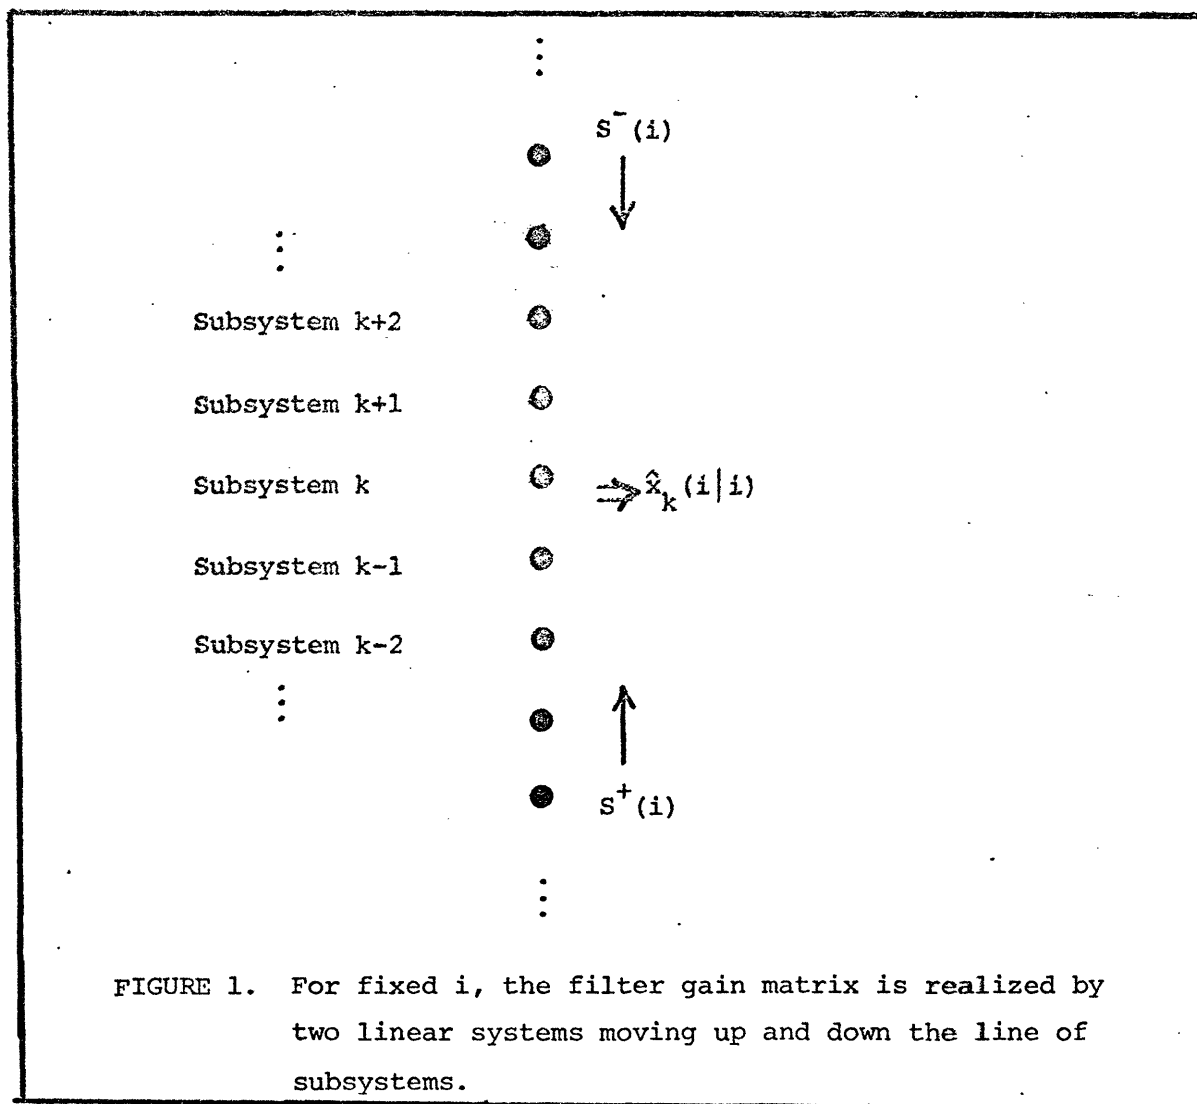 S⁻(i)
Subsystem k+2
Subsystem k+1
Subsystem k
x̂ₖ(i|i)
Subsystem k-1
Subsystem k-2
S⁺(i)
FIGURE 1. For fixed i, the filter gain matrix is realized by
two linear systems moving up and down the line of
subsystems.